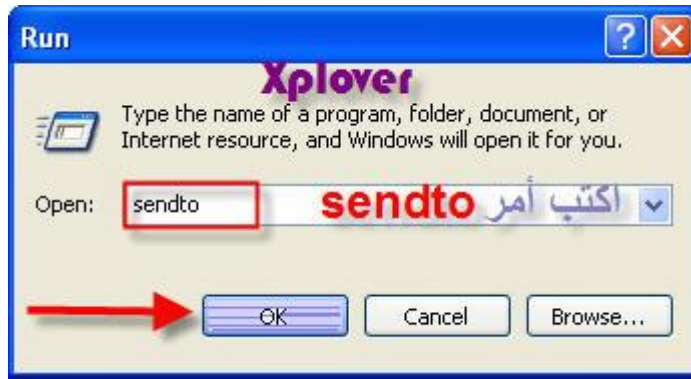 Run
Xplover
Type the name of a program, folder, document, or
Internet resource, and Windows will open it for you.
Open: sendto اكتب أمر sendto
OK Cancel Browse...